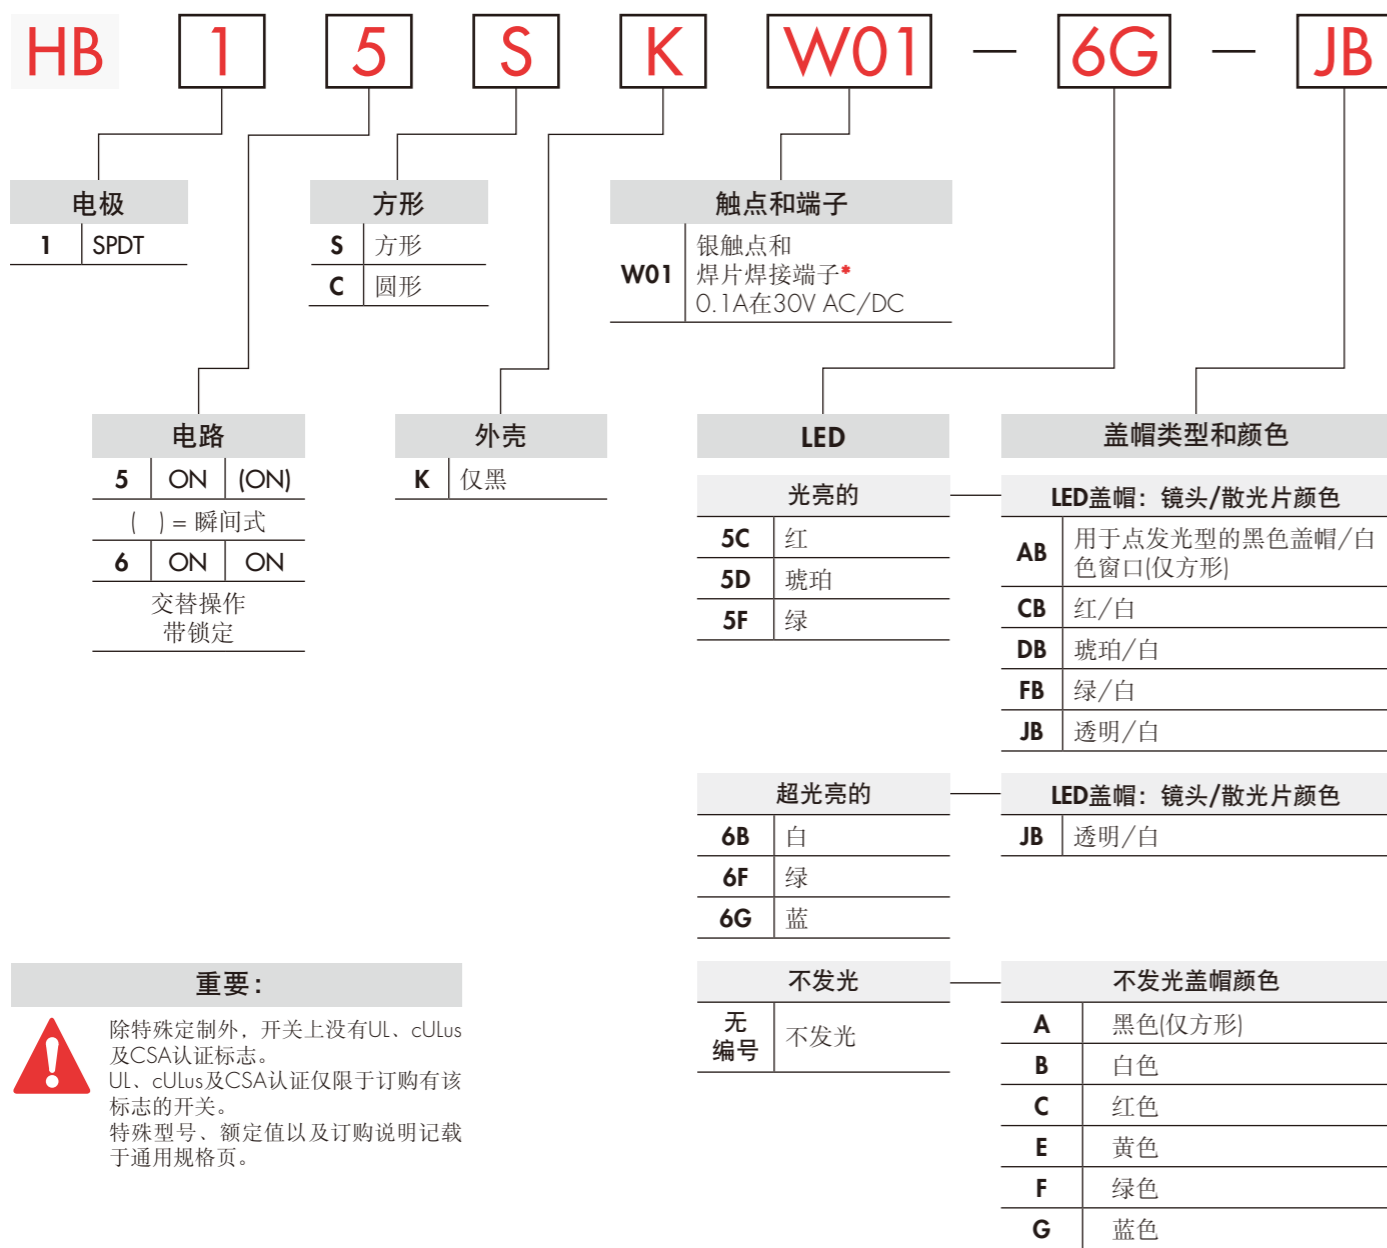 HB 1 5 S K W01 — 6G — JB
电极
1 SPDT
方形
S 方形
C 圆形
触点和端子
W01 银触点和
焊片焊接端子*
0.1A在30V AC/DC
电路
5 ON (ON)
( ) = 瞬间式
6 ON ON
交替操作
带锁定
外壳
K 仅黑
LED
光亮的
5C 红
5D 琥珀
5F 绿
盖帽类型和颜色
LED盖帽：镜头/散光片颜色
AB 用于点发光型的黑色盖帽/白
色窗口(仅方形)
CB 红/白
DB 琥珀/白
FB 绿/白
JB 透明/白
超光亮的
6B 白
6F 绿
6G 蓝
LED盖帽：镜头/散光片颜色
JB 透明/白
不发光
无
编号 不发光
不发光盖帽颜色
A 黑色(仅方形)
B 白色
C 红色
E 黄色
F 绿色
G 蓝色
重要：
除特殊定制外，开关上没有UL、cULus
及CSA认证标志。
UL、cULus及CSA认证仅限于订购有该
标志的开关。
特殊型号、额定值以及订购说明记载
于通用规格页。